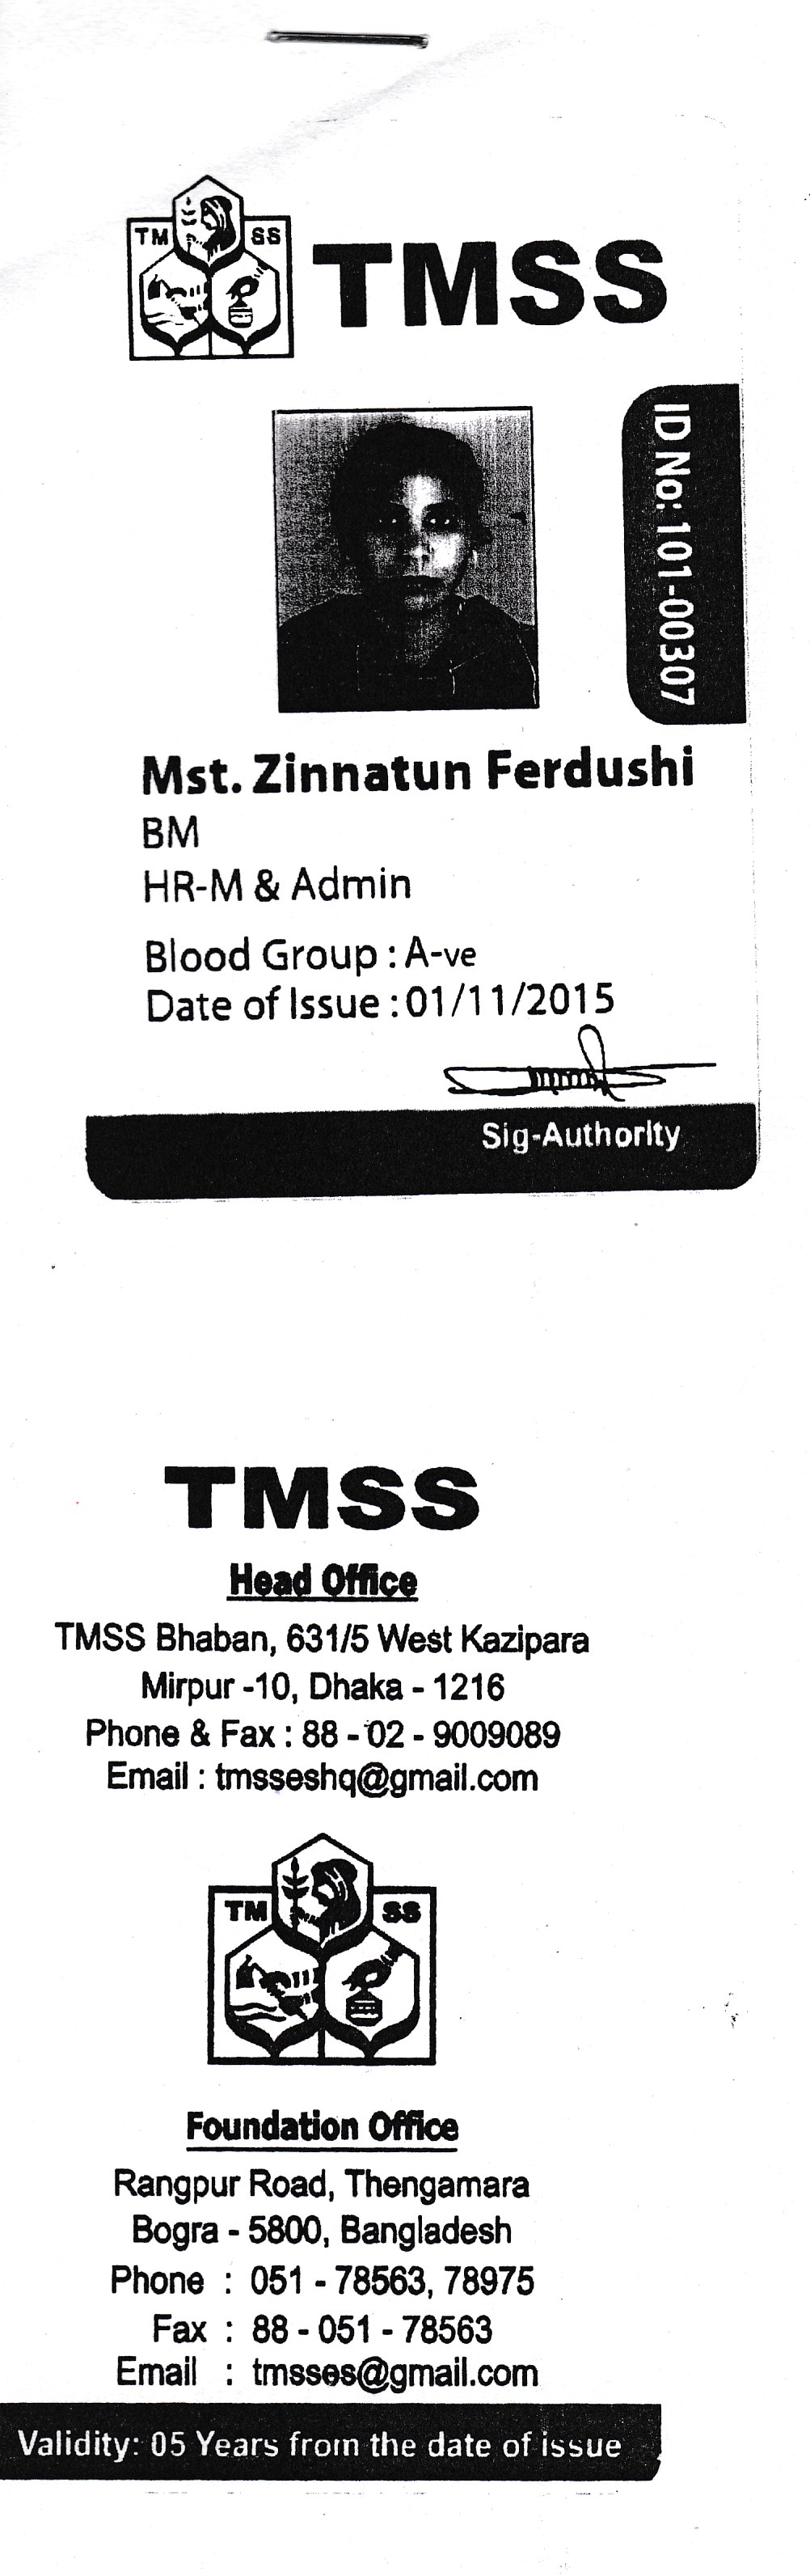 TM SS
TMSS
ID No: 101-00307
Mst. Zinnatun Ferdushi
BM
HR-M & Admin
Blood Group : A-ve
Date of Issue : 01/11/2015
Sig-Authority
TMSS
Head Office
TMSS Bhaban, 631/5 West Kazipara
Mirpur -10, Dhaka - 1216
Phone & Fax : 88 - 02 - 9009089
Email : tmsseshq@gmail.com
TM SS
Foundation Office
Rangpur Road, Thengamara
Bogra - 5800, Bangladesh
Phone : 051 - 78563, 78975
Fax : 88 - 051 - 78563
Email : tmsses@gmail.com
Validity: 05 Years from the date of issue